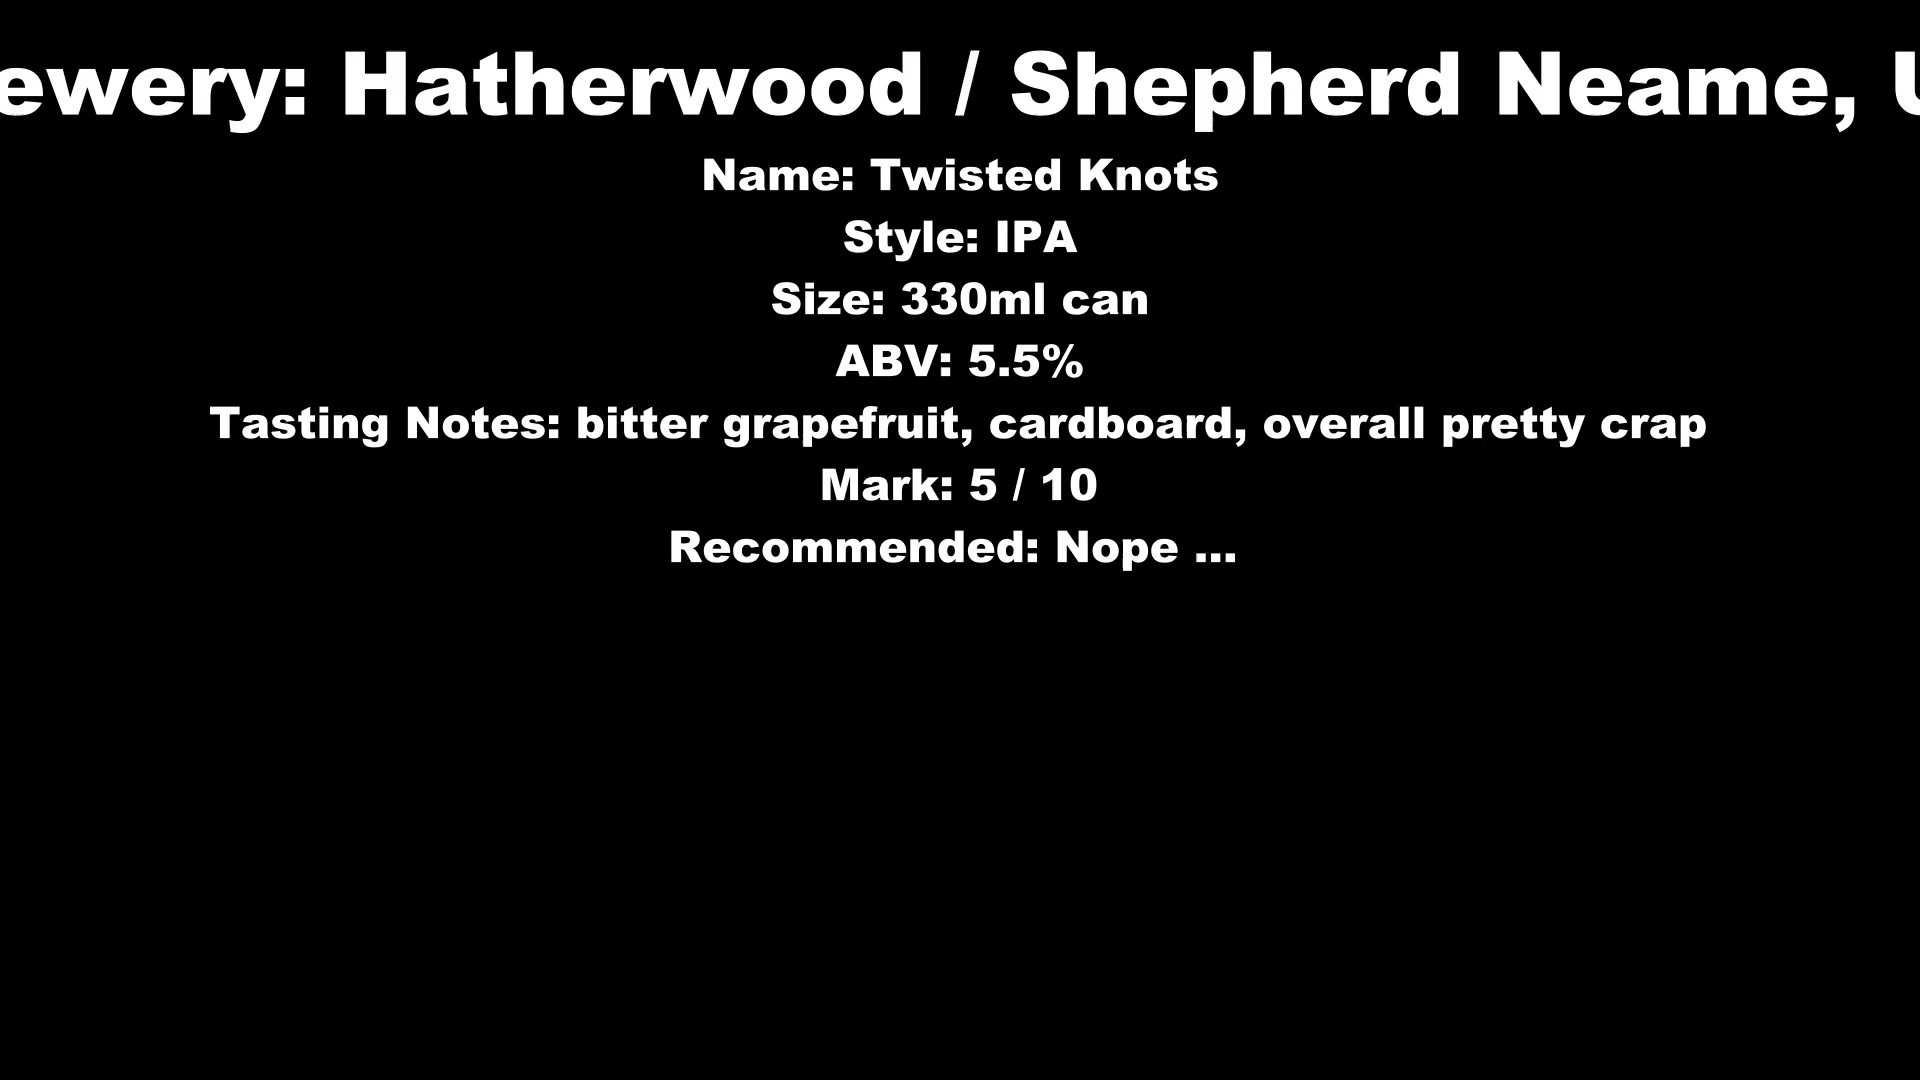 ewery: Hatherwood / Shepherd Neame,
Name: Twisted Knots
Style: IPA
Size: 330ml can
ABV: 5.5%
Tasting Notes: bitter grapefruit, cardboard, overall pretty crap
Mark: 5 / 10
Recommended: Nope ...